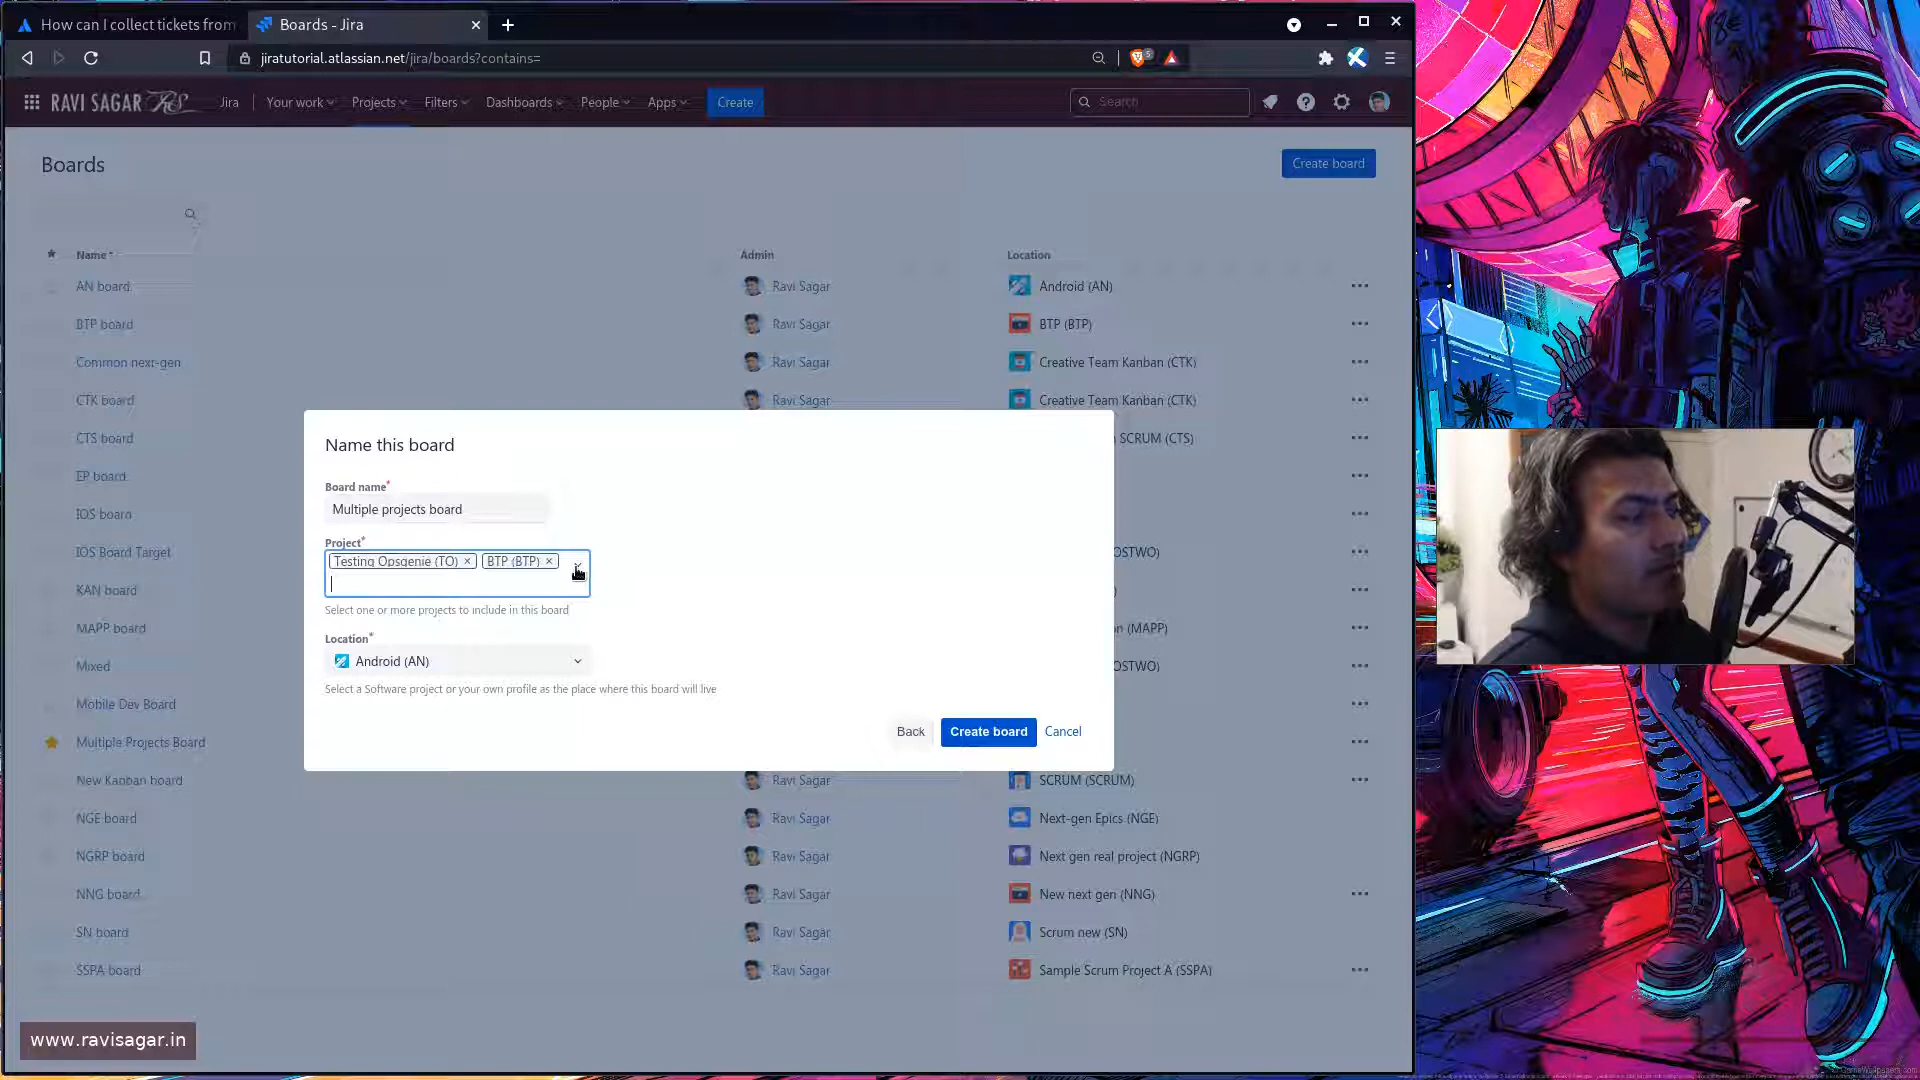 How can I collect tickets from
Boards - Jira
jiratutorial.atlassian.net/jira/boards?contains=
5
RAVI SAGAR RS
Jira
Your work
Projects
Filters
Dashboards
People
Apps
Create
Search
Boards
Create board
Name
Admin
Location
AN board
Ravi Sagar
Android (AN)
BTP board
Ravi Sagar
BTP (BTP)
Common next-gen
Ravi Sagar
Creative Team Kanban (CTK)
CTK board
Ravi Sagar
Creative Team Kanban (CTK)
CTS board
SCRUM (CTS)
EP board
IOS board
IOS Board Target
OSTWO)
KAN board
)
MAPP board
n (MAPP)
Mixed
OSTWO)
Mobile Dev Board
Multiple Projects Board
New Kanban board
Ravi Sagar
SCRUM (SCRUM)
NGE board
Ravi Sagar
Next-gen Epics (NGE)
NGRP board
Ravi Sagar
Next gen real project (NGRP)
NNG board
Ravi Sagar
New next gen (NNG)
SN board
Ravi Sagar
Scrum new (SN)
SSPA board
Ravi Sagar
Sample Scrum Project A (SSPA)
Name this board
Board name*
Multiple projects board
Project*
Testing Opsgenie (TO) × BTP (BTP) ×
Select one or more projects to include in this board
Location*
Android (AN)
Select a Software project or your own profile as the place where this board will live
Back
Create board
Cancel
www.ravisagar.in